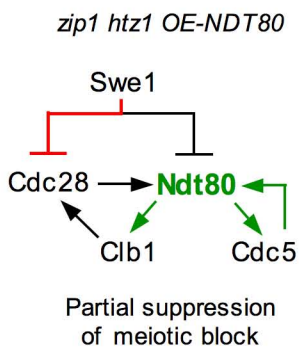 zip1 htz1 OE-NDT80
Swe1
Cdc28
Ndt80
Clb1
Cdc5
Partial suppression
of meiotic block